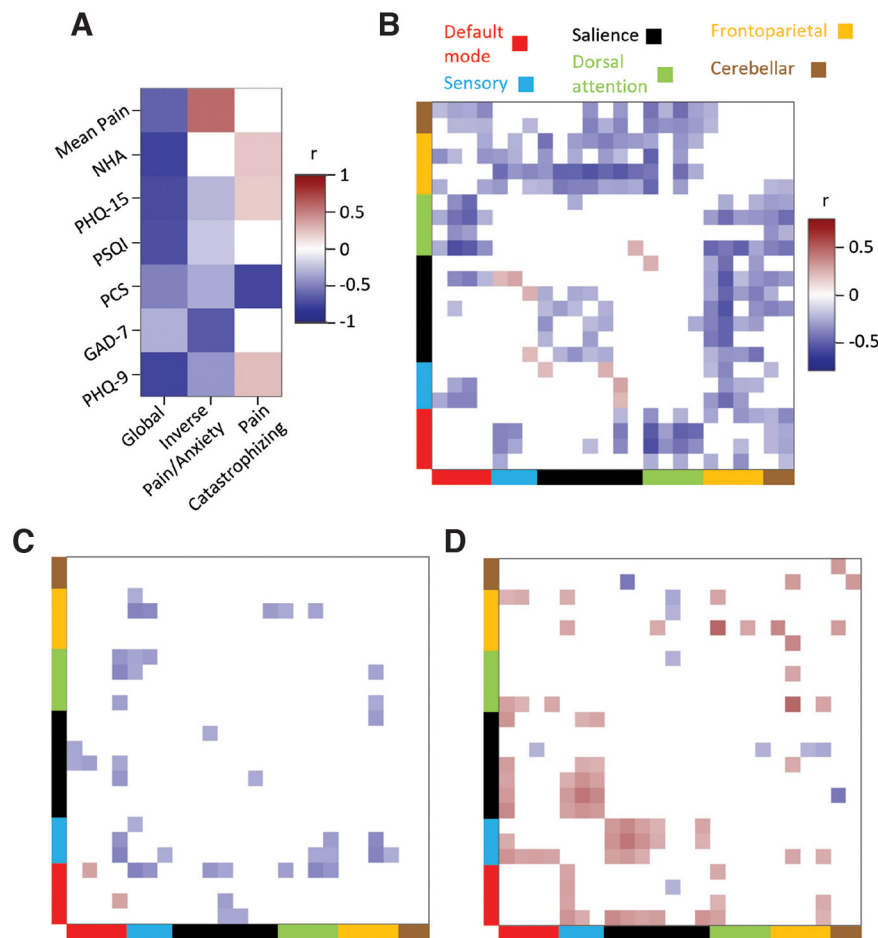 A
Mean Pain
NHA
PHQ-15
PSQI
PCS
GAD-7
PHQ-9
Global
Inverse
Pain/Anxiety
Pain
Catastrophizing
r
1
0.5
0
-0.5
-1
B
Default
mode
Sensory
Salience
Dorsal
attention
Frontoparietal
Cerebellar
r
0.5
0
-0.5
C
D